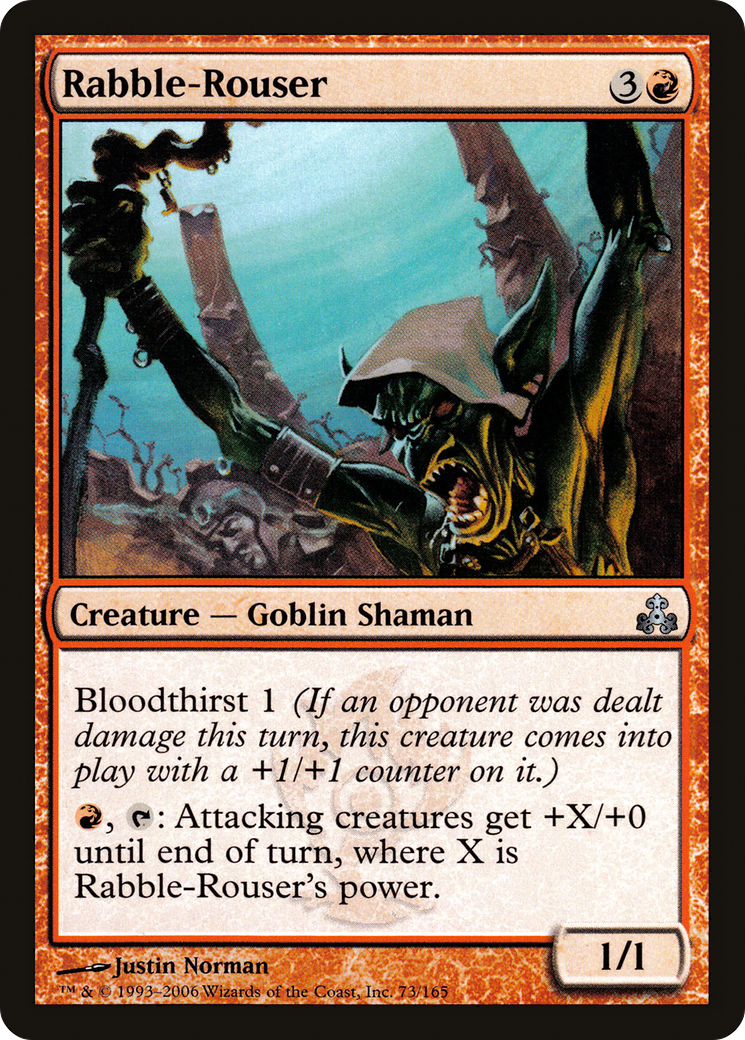 Rabble-Rouser 3
Creature — Goblin Shaman
Bloodthirst 1 (If an opponent was dealt
damage this turn, this creature comes into
play with a +1/+1 counter on it.)
, : Attacking creatures get +X/+0
until end of turn, where X is
Rabble-Rouser's power.
1/1
Justin Norman
™ & © 1993–2006 Wizards of the Coast, Inc. 73/165